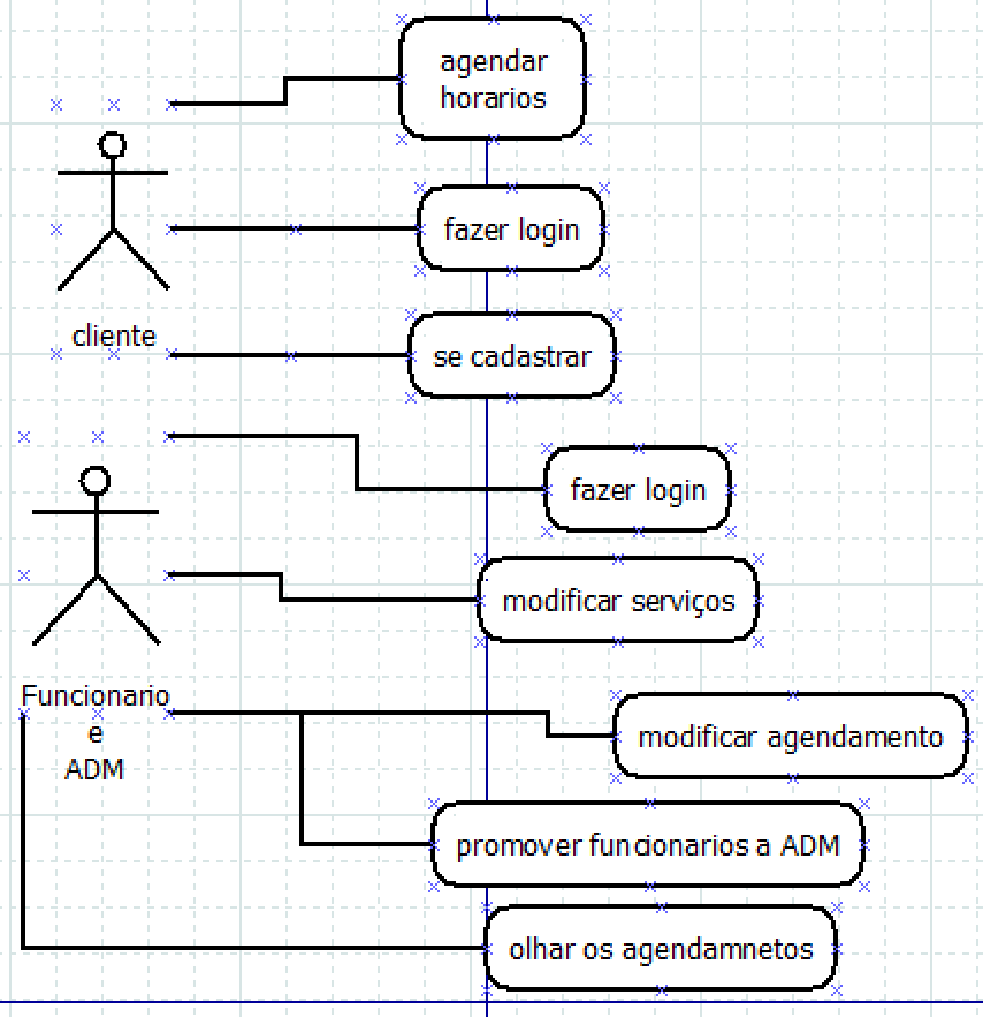 agendar
horarios
fazer login
cliente
se cadastrar
fazer login
modificar serviços
Funcionario
e
ADM
modificar agendamento
promover funcionarios a ADM
olhar os agendamnetos